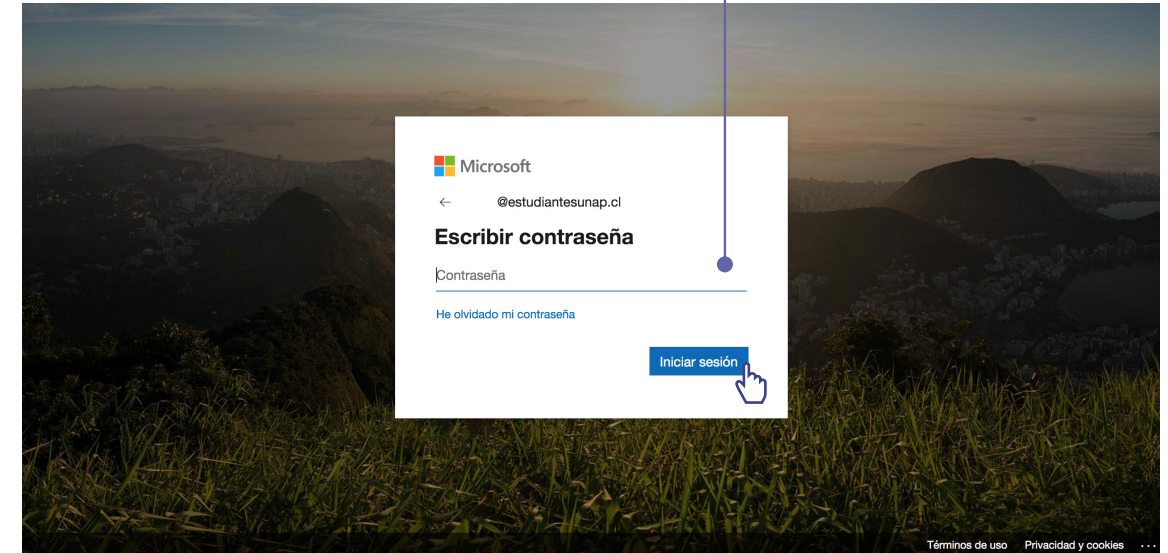 Microsoft
← @estudiantesunap.cl
Escribir contraseña
Contraseña
He olvidado mi contraseña
Iniciar sesión
Términos de uso Privacidad y cookies ...